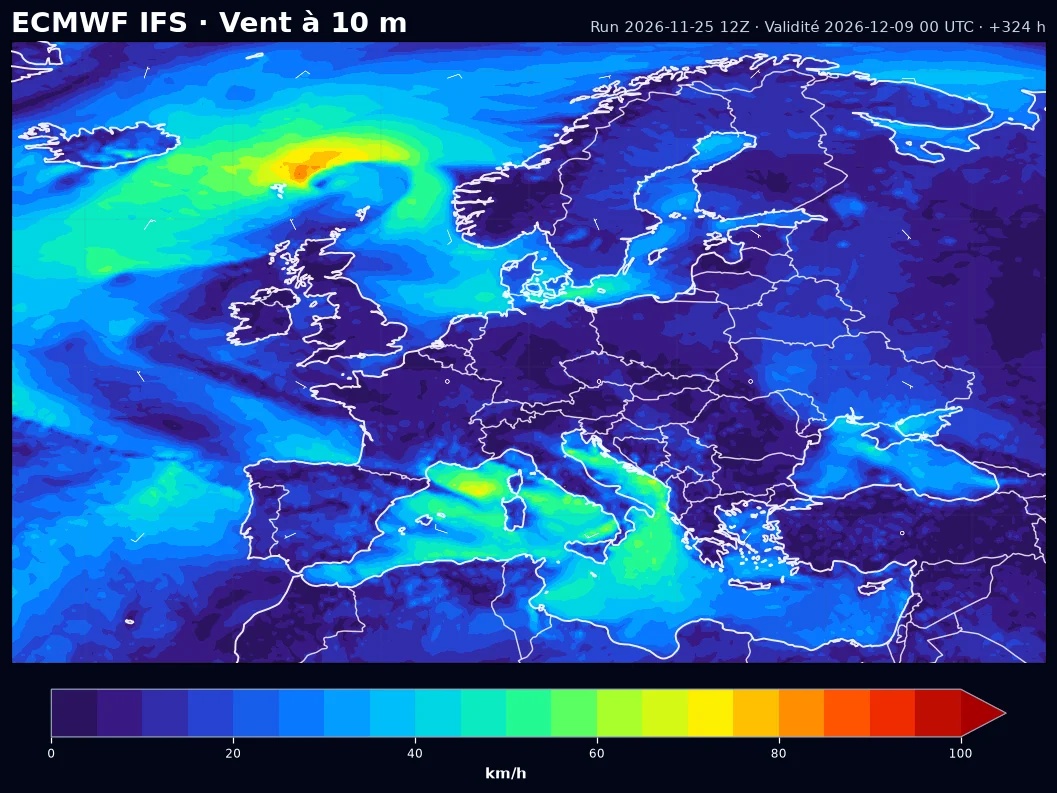 ECMWF IFS · Vent à 10 m
Run 2026-11-25 12Z · Validité 2026-12-09 00 UTC · +324 h
0 20 40 60 80 100
km/h